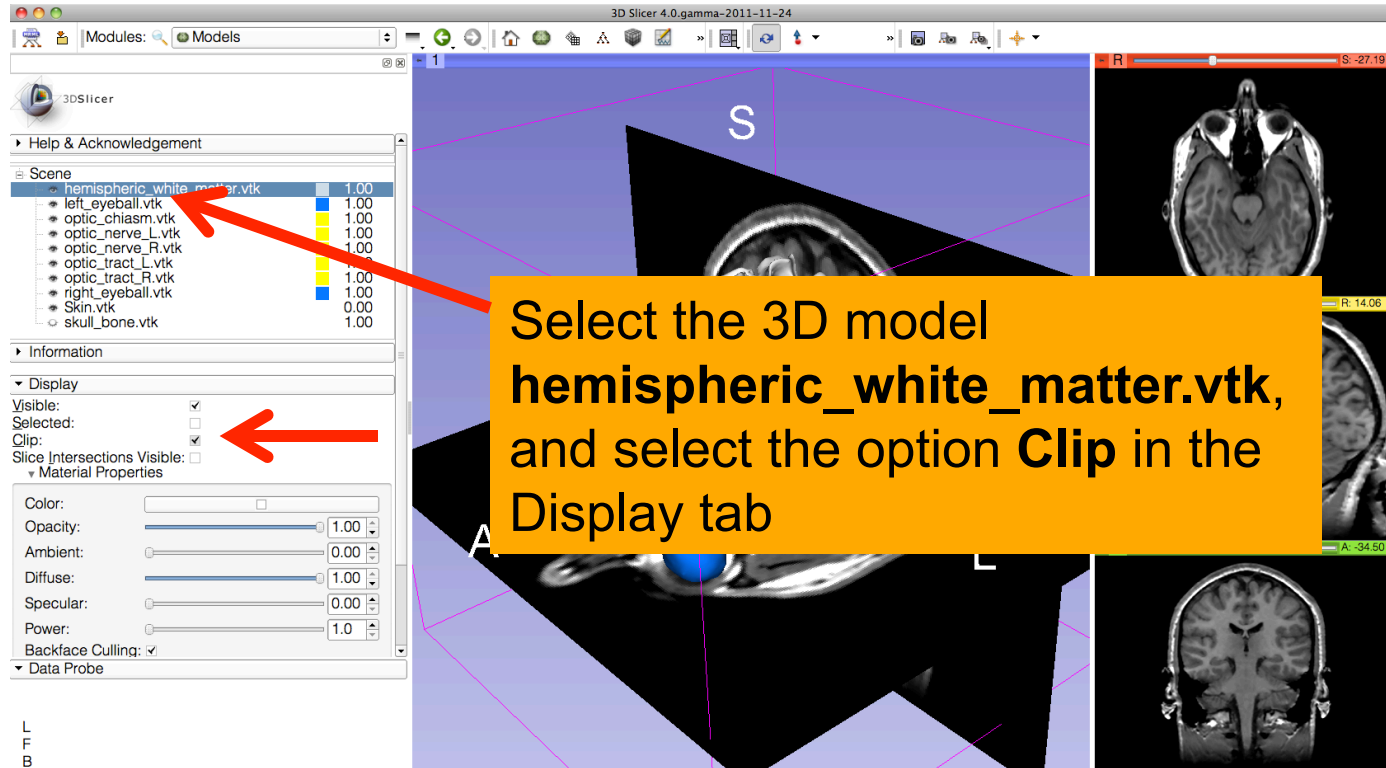 3D Slicer 4.0.gamma-2011-11-24
Modules: Models
1
R S: -27.19
3DSlicer
Help & Acknowledgement
Scene
hemispheric_white_matter.vtk 1.00
left_eyeball.vtk 1.00
optic_chiasm.vtk 1.00
optic_nerve_L.vtk 1.00
optic_nerve_R.vtk 1.00
optic_tract_L.vtk
optic_tract_R.vtk 1.00
right_eyeball.vtk 1.00
Skin.vtk 0.00
skull_bone.vtk 1.00
Information
Display
Visible:
Selected:
Clip:
Slice Intersections Visible:
Material Properties
Color:
Opacity: 1.00
Ambient: 0.00
Diffuse: 1.00
Specular: 0.00
Power: 1.0
Backface Culling:
Data Probe
L
F
B
S
A
L
R: 14.06
A: -34.50
Select the 3D model
hemispheric_white_matter.vtk,
and select the option Clip in the
Display tab